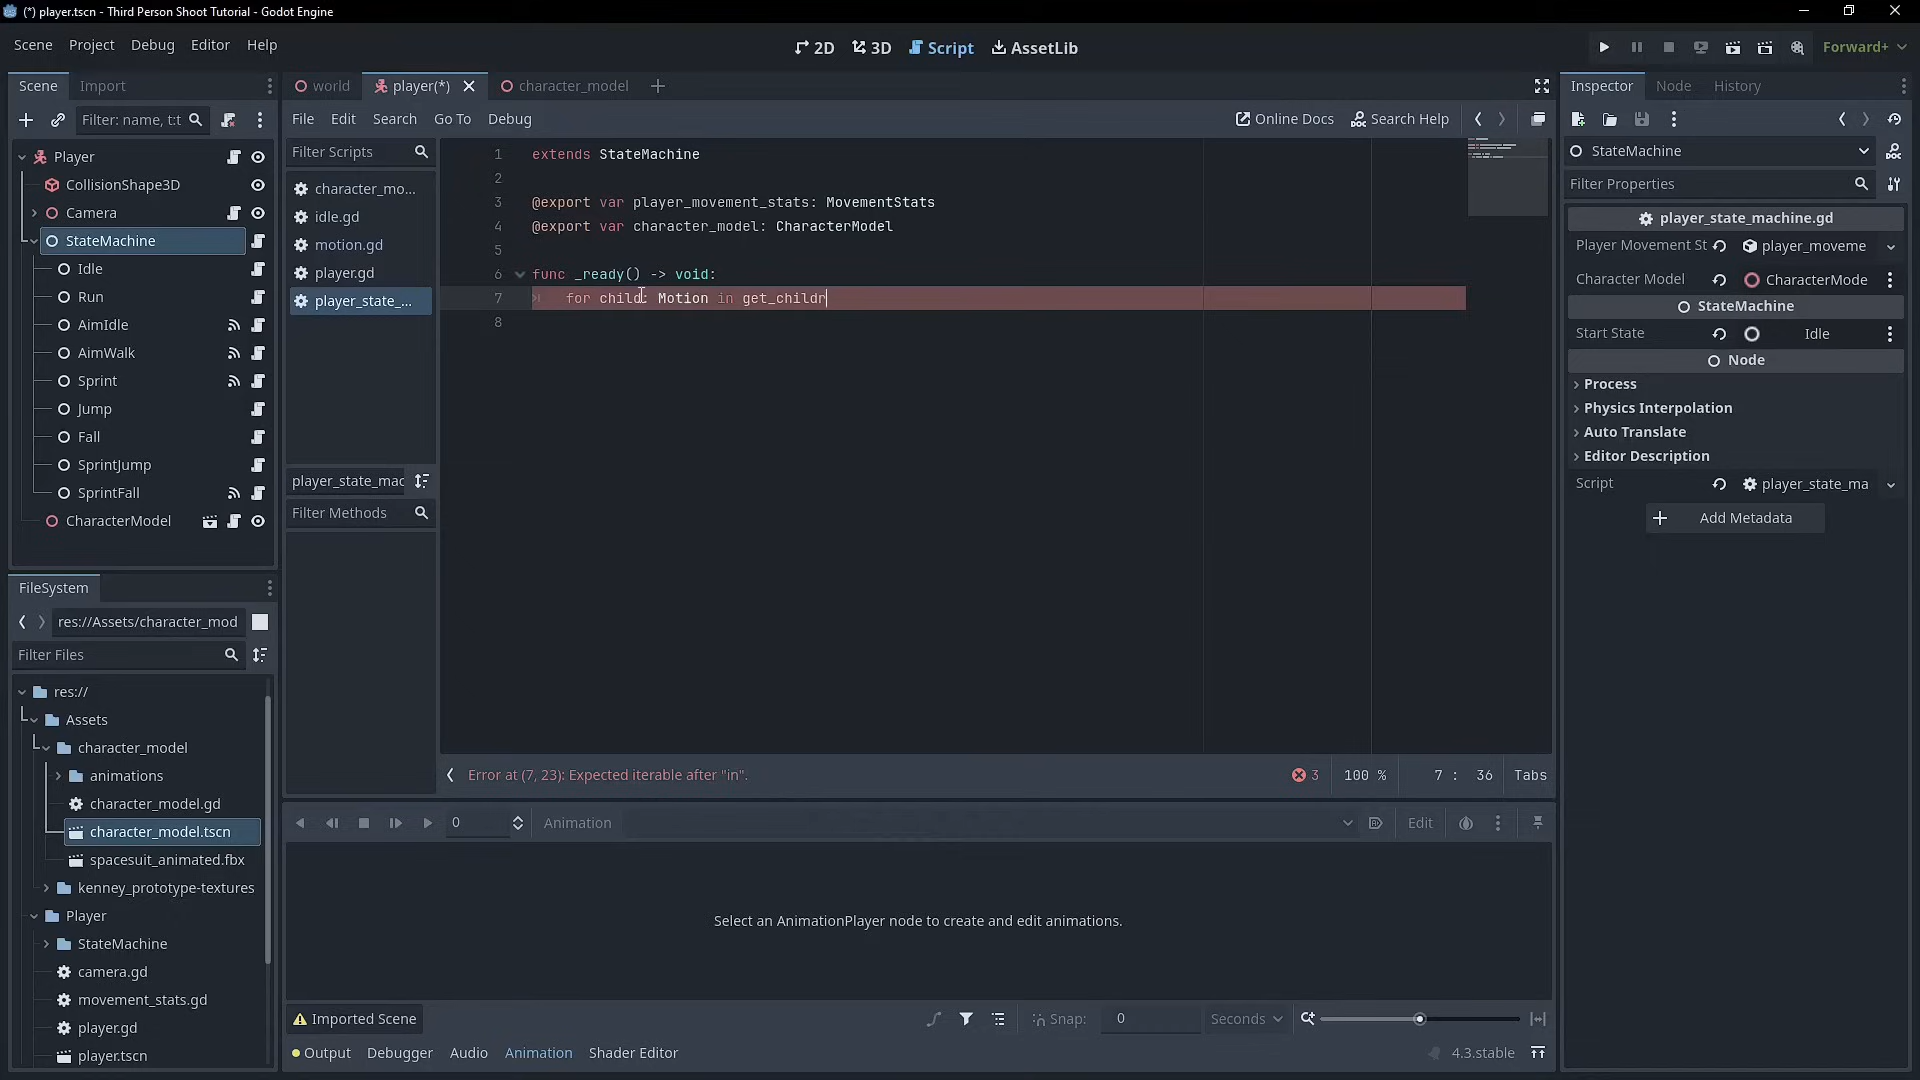 (*) player.tscn - Third Person Shoot Tutorial - Godot Engine
Scene Project Debug Editor Help
2D 3D Script AssetLib
Forward+
Scene Import
world player(*) character_model
Inspector Node History
Filter: name, t:t
File Edit Search Go To Debug
Online Docs Search Help
Player
CollisionShape3D
Camera
StateMachine
Idle
Run
AimIdle
AimWalk
Sprint
Jump
Fall
SprintJump
SprintFall
CharacterModel
Filter Scripts
character_mo...
idle.gd
motion.gd
player.gd
player_state_...
player_state_mac
Filter Methods
1 extends StateMachine
2
3 @export var player_movement_stats: MovementStats
4 @export var character_model: CharacterModel
5
6 func _ready() -> void:
7 for child: Motion in get_childr
8
Error at (7, 23): Expected iterable after "in".
3 100 % 7 : 36 Tabs
StateMachine
Filter Properties
player_state_machine.gd
Player Movement St player_moveme
Character Model CharacterMode
StateMachine
Start State Idle
Node
Process
Physics Interpolation
Auto Translate
Editor Description
Script player_state_ma
Add Metadata
FileSystem
res://Assets/character_mod
Filter Files
res://
Assets
character_model
animations
character_model.gd
character_model.tscn
spacesuit_animated.fbx
kenney_prototype-textures
Player
StateMachine
camera.gd
movement_stats.gd
player.gd
player.tscn
0 Animation Edit
Select an AnimationPlayer node to create and edit animations.
Imported Scene
Snap: 0 Seconds
Output Debugger Audio Animation Shader Editor
4.3.stable